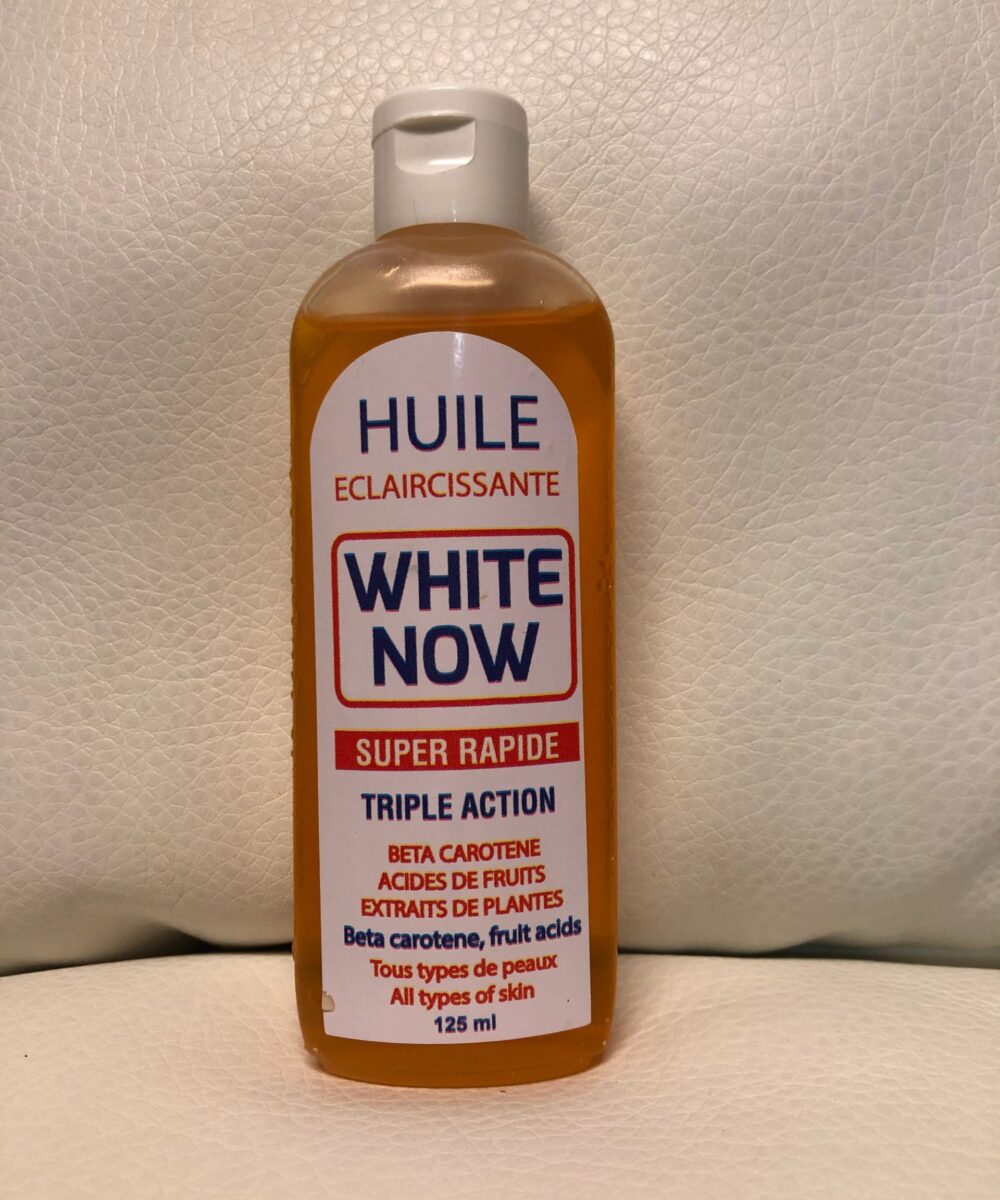 HUILE
ECLAIRCISSANTE
WHITE
NOW
SUPER RAPIDE
TRIPLE ACTION
BETA CAROTENE
ACIDES DE FRUITS
EXTRAITS DE PLANTES
Beta carotene, fruit acids
Tous types de peaux
All types of skin
125 ml